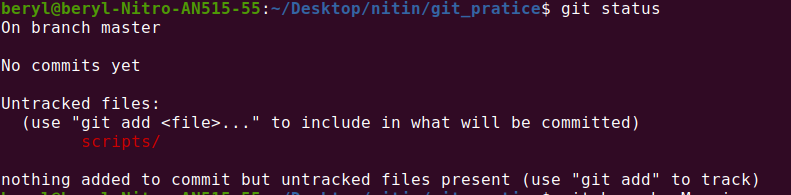 beryl@beryl-Nitro-AN515-55:~/Desktop/nitin/git_pratice$ git status
On branch master
No commits yet
Untracked files:
(use "git add <file>..." to include in what will be committed)
scripts/
nothing added to commit but untracked files present (use "git add" to track)